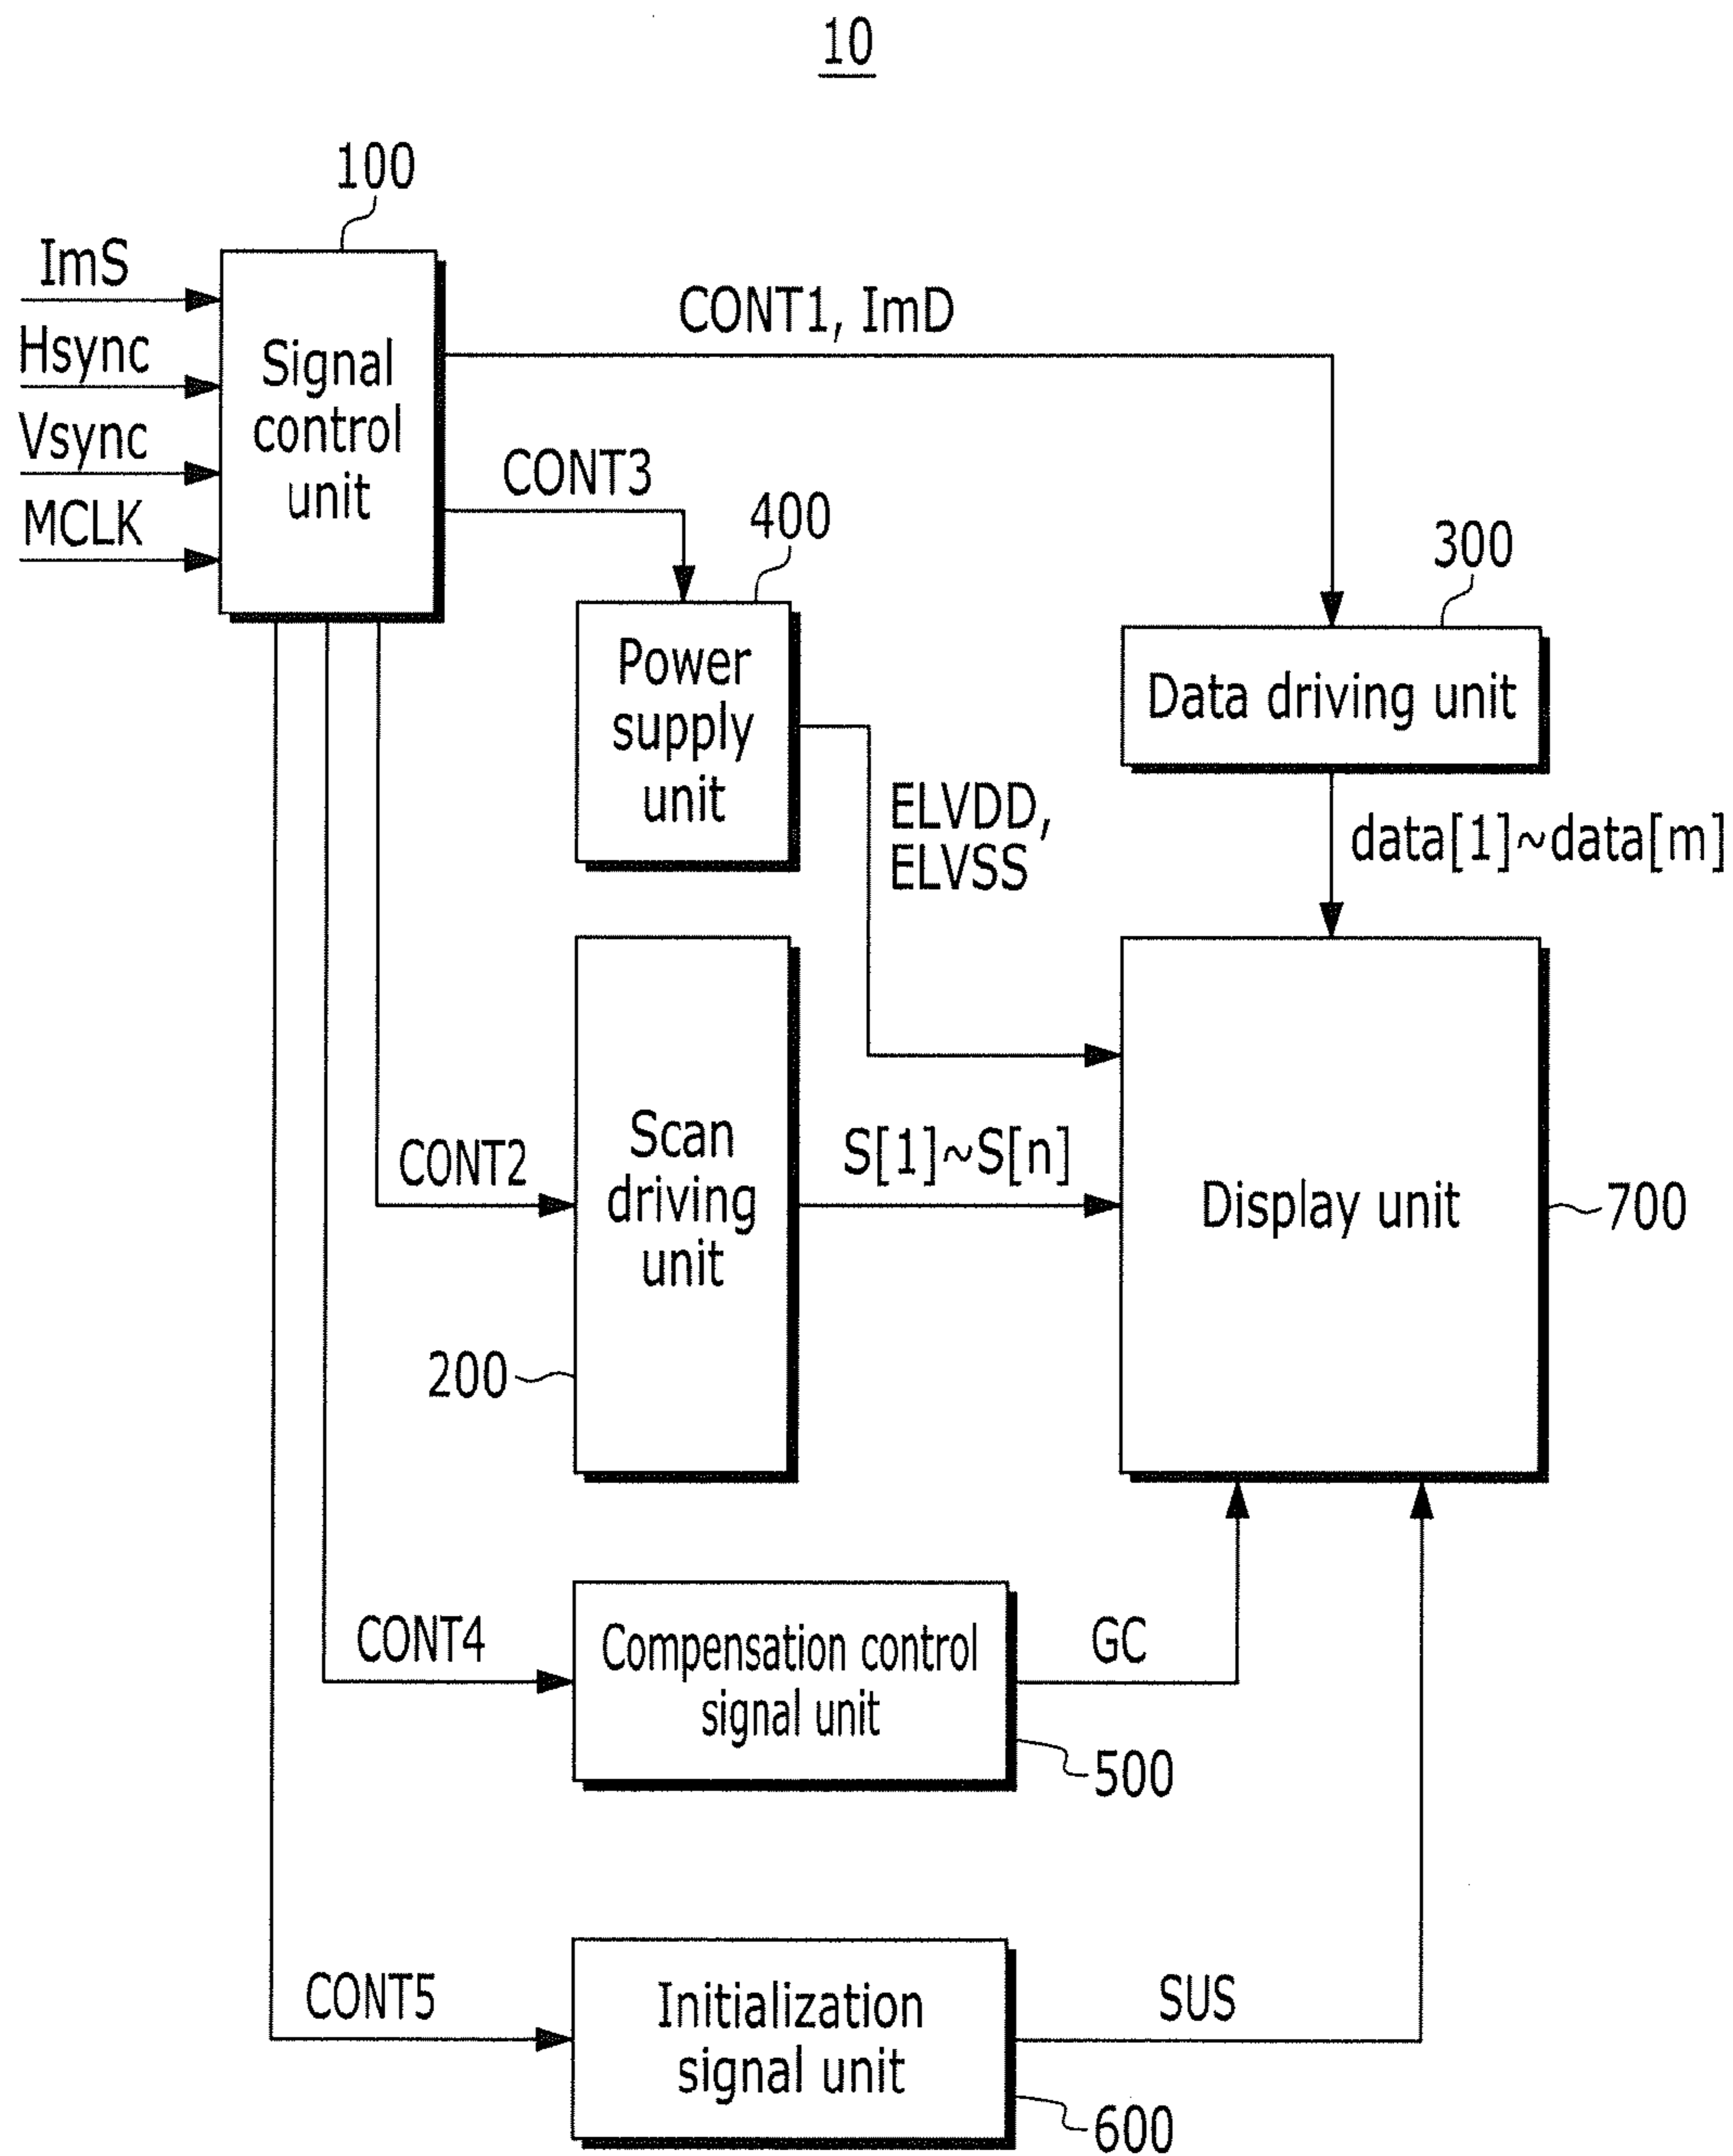 10
100
ImS
Hsync
Vsync
MCLK
Signal
control
unit
CONT1, ImD
CONT3
400
300
Power
supply
unit
Data driving unit
ELVDD,
ELVSS
data[1]~data[m]
CONT2
Scan
driving
unit
S[1]~S[n]
Display unit
700
200
CONT4
Compensation control
signal unit
GC
500
CONT5
Initialization
signal unit
SUS
600